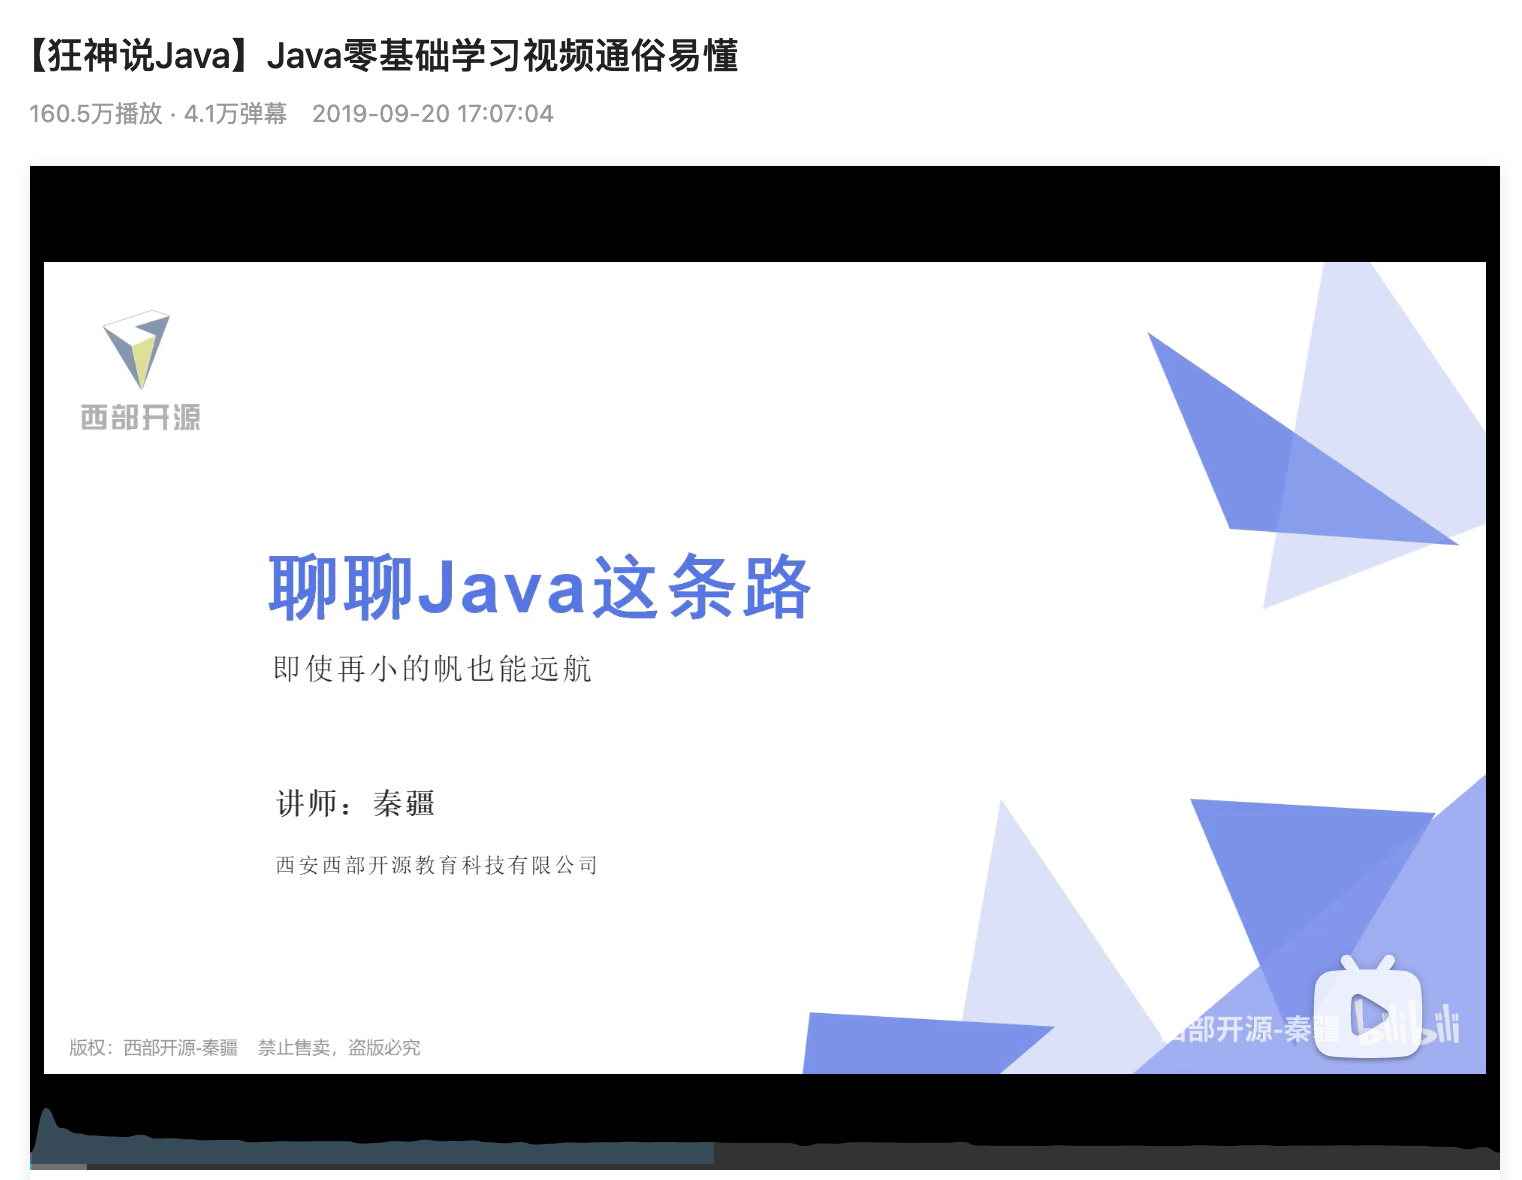 【狂神说Java】Java零基础学习视频通俗易懂
160.5万播放 · 4.1万弹幕 2019-09-20 17:07:04
西部开源
聊聊Java这条路
即使再小的帆也能远航
讲师：秦疆
西安西部开源教育科技有限公司
西部开源-秦疆 bilibili
版权：西部开源-秦疆 禁止售卖，盗版必究